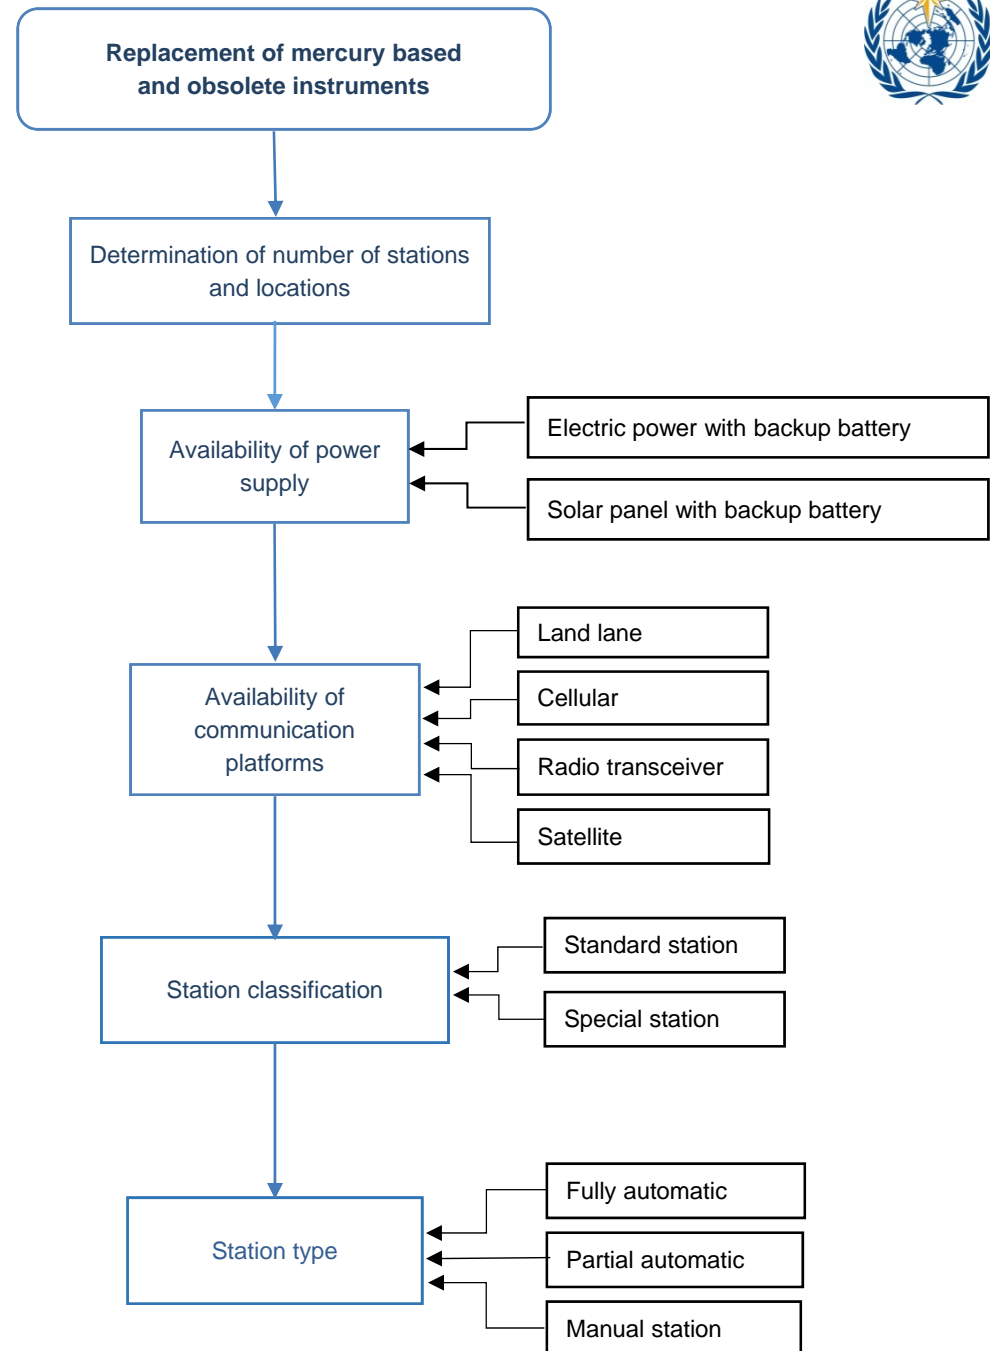 Replacement of mercury based
and obsolete instruments
Determination of number of stations
and locations
Availability of power
supply
Electric power with backup battery
Solar panel with backup battery
Availability of
communication
platforms
Land lane
Cellular
Radio transceiver
Satellite
Station classification
Standard station
Special station
Station type
Fully automatic
Partial automatic
Manual station